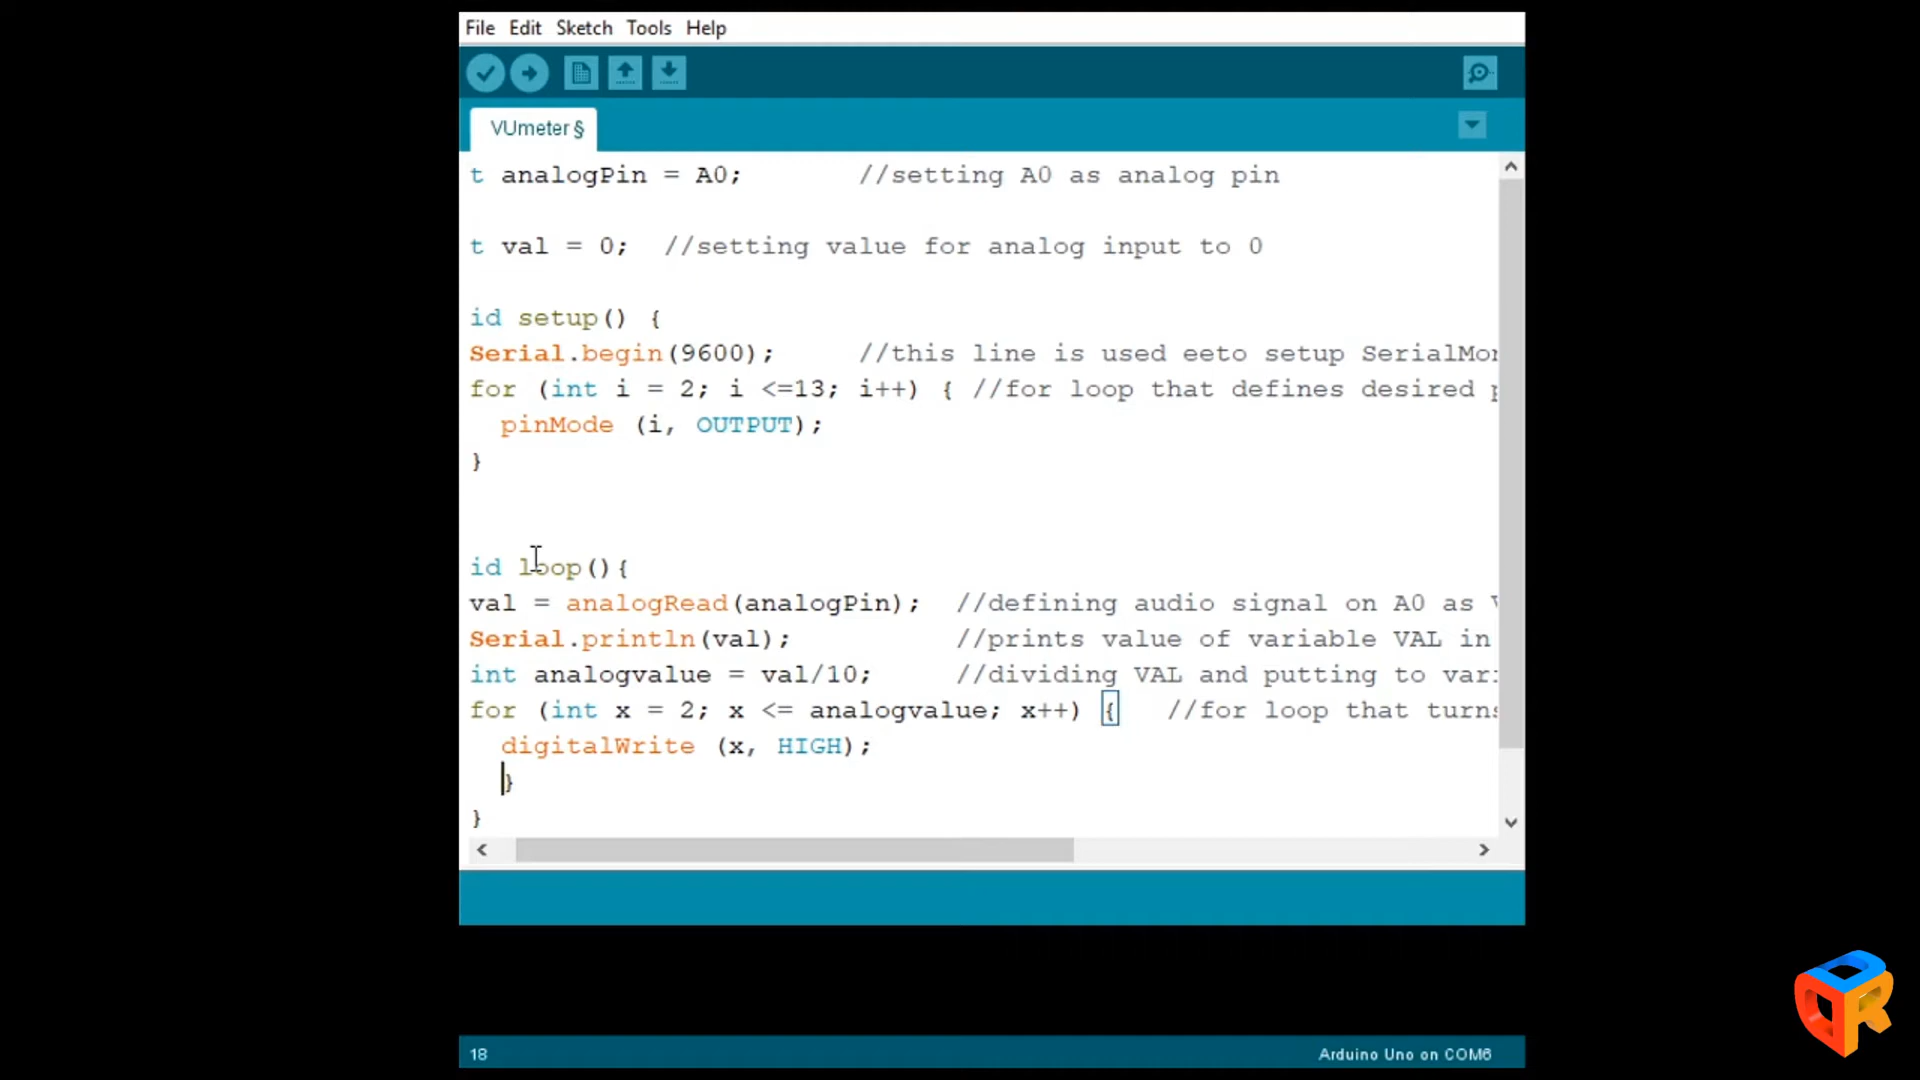 File Edit Sketch Tools Help
VUmeter §
t analogPin = A0; //setting A0 as analog pin
t val = 0; //setting value for analog input to 0
id setup() {
Serial.begin(9600); //this line is used eeto setup SerialMon
for (int i = 2; i <=13; i++) { //for loop that defines desired p
pinMode (i, OUTPUT);
}
id loop(){
val = analogRead(analogPin); //defining audio signal on A0 as V
Serial.println(val); //prints value of variable VAL in
int analogvalue = val/10; //dividing VAL and putting to vari
for (int x = 2; x <= analogvalue; x++) { //for loop that turns
digitalWrite (x, HIGH);
}
}
18 Arduino Uno on COM6
DR